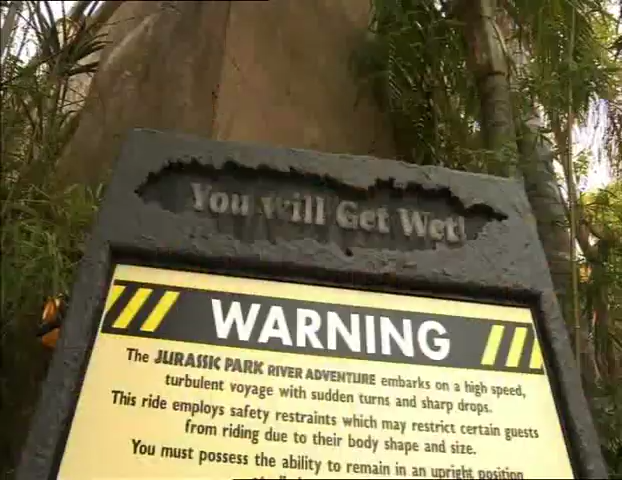 You will Get Wet!
WARNING
The JURASSIC PARK RIVER ADVENTURE embarks on a high speed,
turbulent voyage with sudden turns and sharp drops.
This ride employs safety restraints which may restrict certain guests
from riding due to their body shape and size.
You must possess the ability to remain in an upright position